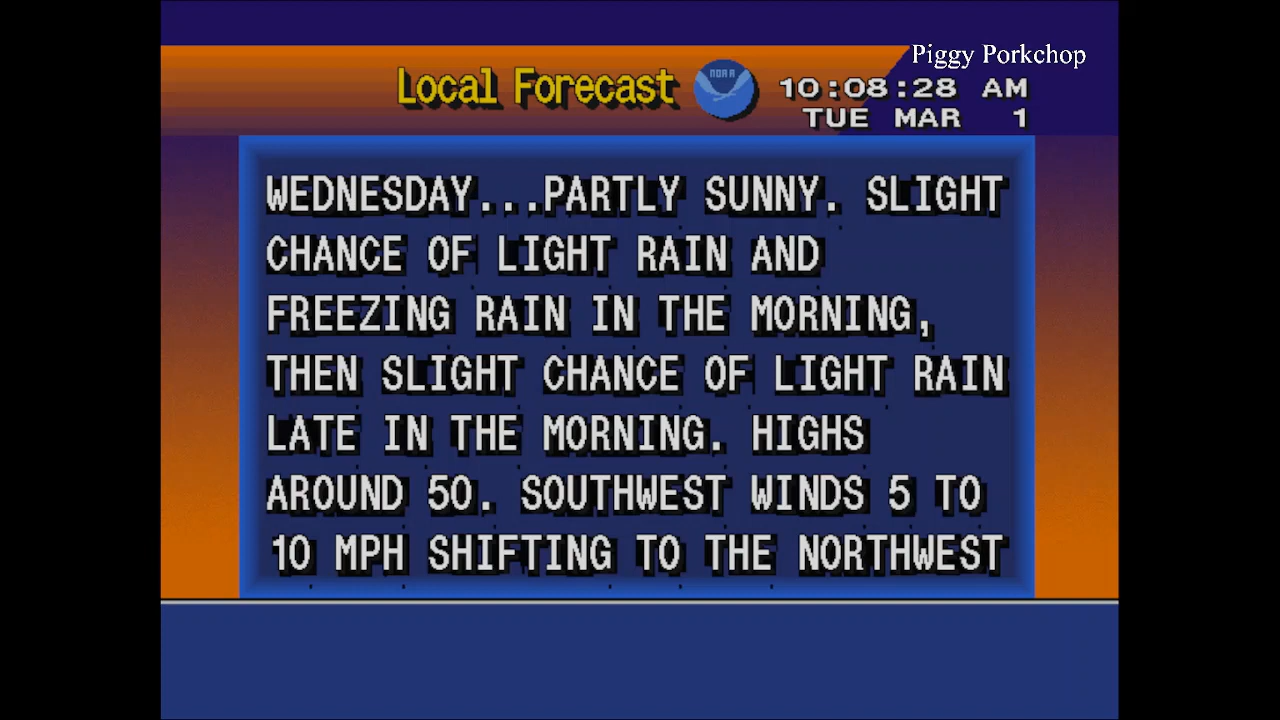 Piggy Porkchop
Local Forecast
NOAA
10:08:28 AM
TUE MAR 1
WEDNESDAY...PARTLY SUNNY. SLIGHT
CHANCE OF LIGHT RAIN AND
FREEZING RAIN IN THE MORNING,
THEN SLIGHT CHANCE OF LIGHT RAIN
LATE IN THE MORNING. HIGHS
AROUND 50. SOUTHWEST WINDS 5 TO
10 MPH SHIFTING TO THE NORTHWEST